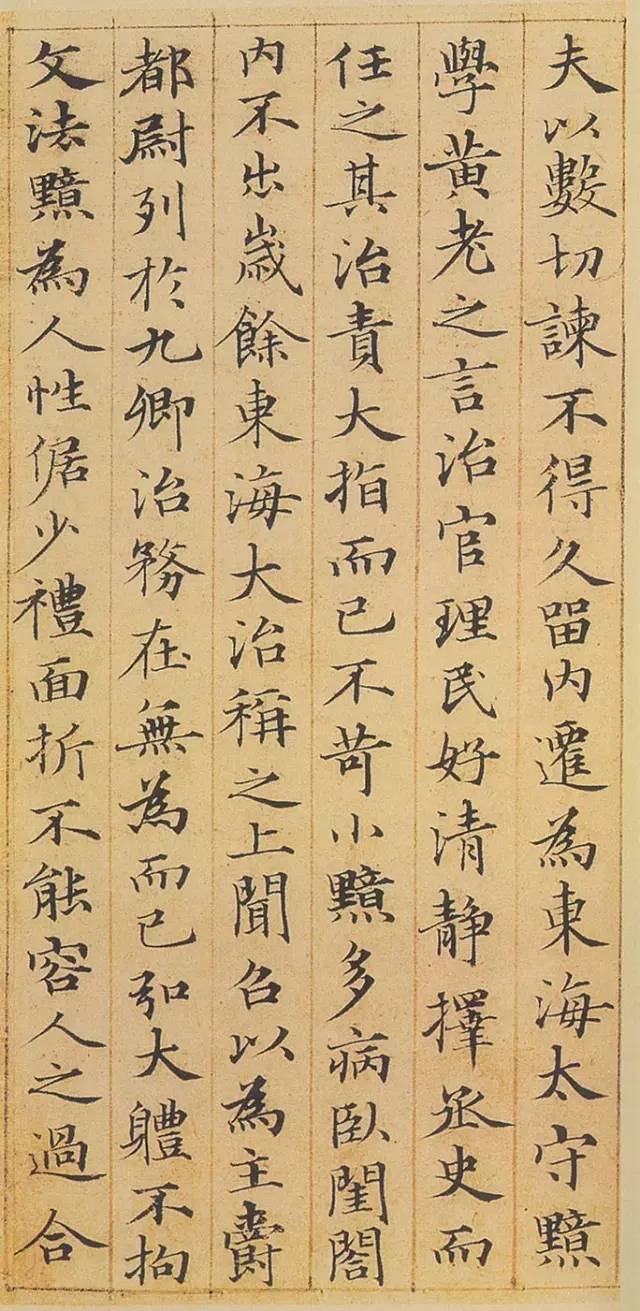 夫以數切諫不得久留內遷為東海太守黯
學黃老之言治官理民好清靜擇丞史而
任之其治責大指而已不苛小黯多病臥閨閤
內不出歲餘東海大治稱之上聞召以為主爵
都尉列於九卿治務在無為而已弘大體不拘
文法黯為人性倨少禮面折不能容人之過合